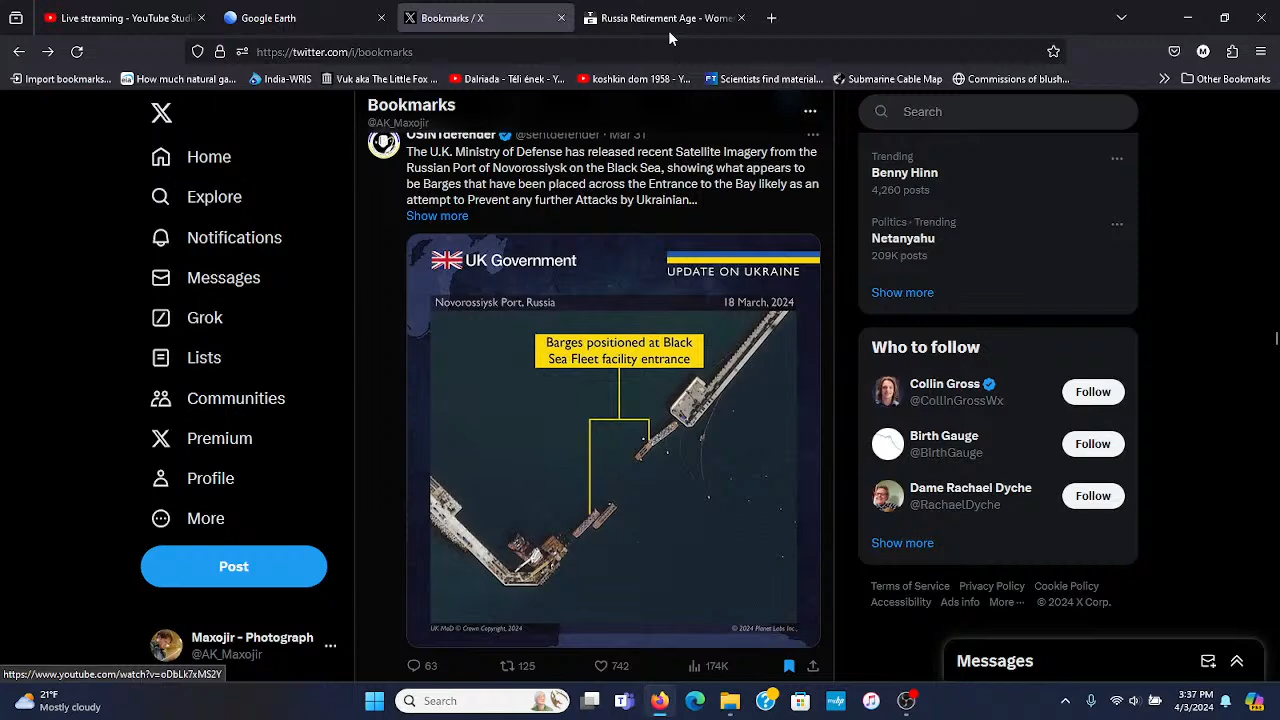 Live streaming - YouTube Studi
Google Earth
Bookmarks / X
Russia Retirement Age - Wome
https://twitter.com/i/bookmarks
Import bookmarks...
How much natural ga...
India-WRIS
Vuk aka The Little Fox ...
Dalriada - Téli ének - Y...
koshkin dom 1958 - Y...
Scientists find material...
Submarine Cable Map
Commissions of blush...
Other Bookmarks
Bookmarks
@AK_Maxojir
Home
Explore
Notifications
Messages
Grok
Lists
Communities
Premium
Profile
More
Post
Maxojir - Photograph
@AK_Maxojir
https://www.youtube.com/watch?v=oDbLk7xMS2Y
OSINTdefender @sentdefender · Mar 31
The U.K. Ministry of Defense has released recent Satellite Imagery from the
Russian Port of Novorossiysk on the Black Sea, showing what appears to
be Barges that have been placed across the Entrance to the Bay likely as an
attempt to Prevent any further Attacks by Ukrainian...
Show more
UK Government
UPDATE ON UKRAINE
Novorossiysk Port, Russia
18 March, 2024
Barges positioned at Black
Sea Fleet facility entrance
UK MoD © Crown Copyright, 2024
© 2024 Planet Labs Inc.,
63
125
742
174K
Search
Trending
Benny Hinn
4,260 posts
Politics · Trending
Netanyahu
209K posts
Show more
Who to follow
Collin Gross
@CollInGrossWx
Follow
Birth Gauge
@BirthGauge
Follow
Dame Rachael Dyche
@RachaelDyche
Follow
Show more
Terms of Service Privacy Policy Cookie Policy
Accessibility Ads info More ··· © 2024 X Corp.
Messages
21°F
Mostly cloudy
Search
3:37 PM
4/3/2024